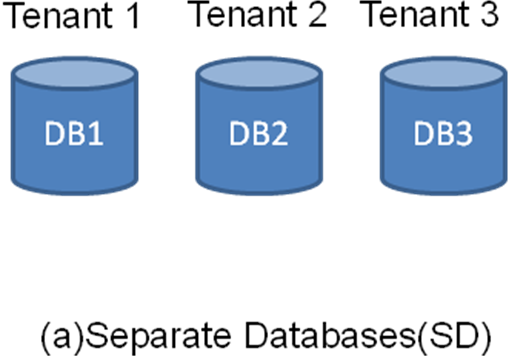 Tenant 1 Tenant 2 Tenant 3
DB1 DB2 DB3
(a)Separate Databases(SD)